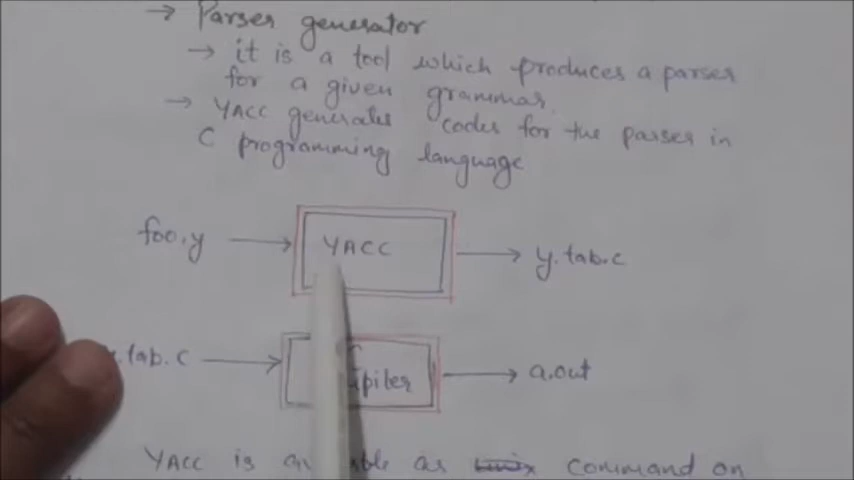 → Parser generator
→ it is a tool which produces a parser
for a given grammar.
→ YACC generates codes for the parser in
C programming language
foo.y → YACC → y.tab.c
.tab.c → → a.out
YACC is as command on